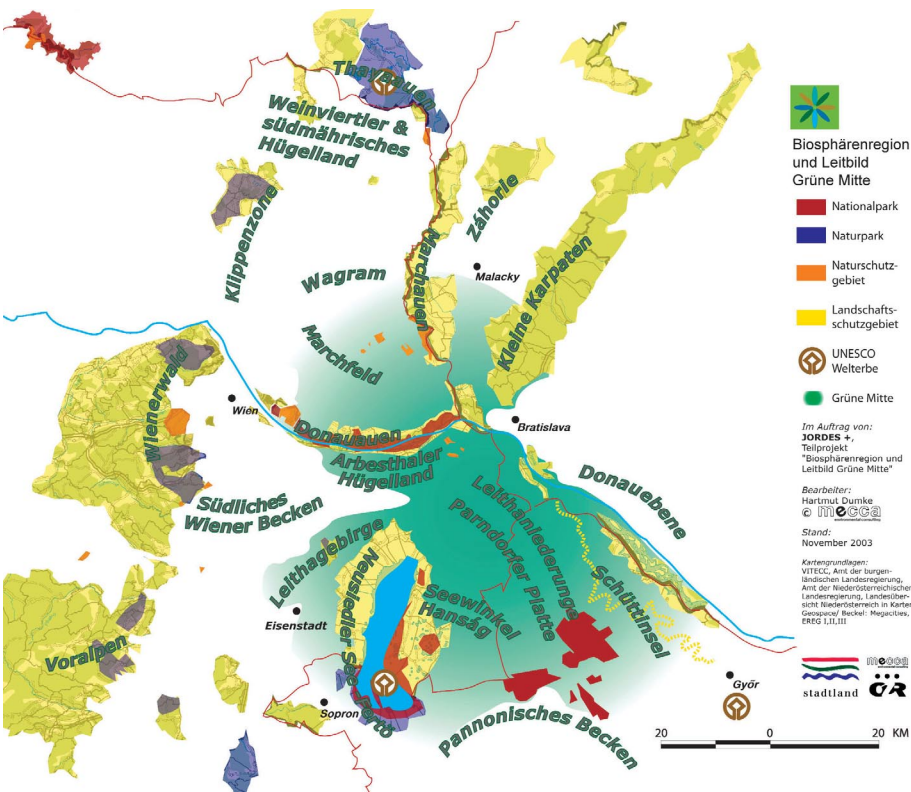 Thayaauen
Weinviertler &
südmährisches
Hügelland
Klippenzone
Záhorie
Wagram
Marchauen
Malacky
Kleine Karpaten
Marchfeld
Wienerwald
Wien
Donauauen
Bratislava
Arbesthaler
Hügelland
Südliches
Wiener Becken
Donauebene
Leithaniederung
Parndorfer Platte
Schüttinsel
Leithagebirge
Neusiedler See
Fertö
Seewinkel
Hanság
Eisenstadt
Voralpen
Sopron
Pannonisches Becken
Győr
Biosphärenregion
und Leitbild
Grüne Mitte
Nationalpark
Naturpark
Naturschutz-
gebiet
Landschafts-
schutzgebiet
UNESCO
Welterbe
Grüne Mitte
Im Auftrag von:
JORDES +,
Teilprojekt
"Biosphärenregion und
Leitbild Grüne Mitte"
Bearbeiter:
Hartmut Dumke
© mecca
environmental consulting
Stand:
November 2003
Kartengrundlagen:
VITECC, Amt der burgen-
ländischen Landesregierung,
Amt der Niederösterreichischen
Landesregierung, Landesüber-
sicht Niederösterreich in Karten
Geospace/ Beckel: Megacities,
EREG I,II,III
stadtland
mecca
ÖIR
20 0 20 KM